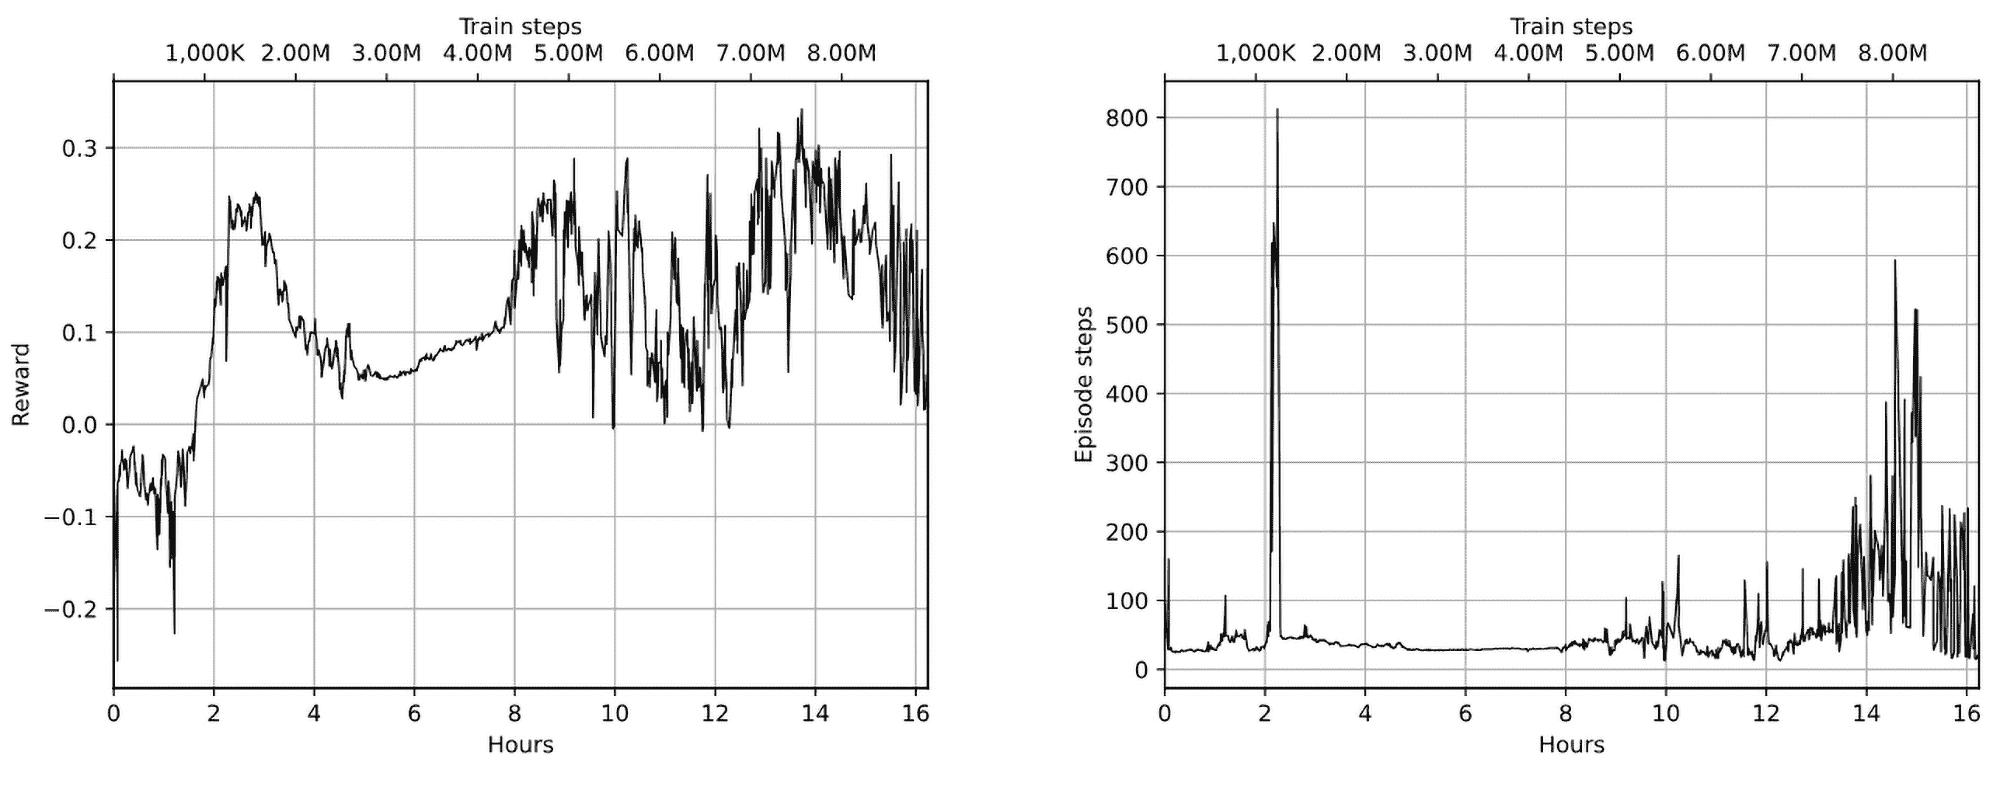 Train steps
1,000K 2.00M 3.00M 4.00M 5.00M 6.00M 7.00M 8.00M
0.3
0.2
0.1
0.0
−0.1
−0.2
Reward
0 2 4 6 8 10 12 14 16
Hours
Train steps
1,000K 2.00M 3.00M 4.00M 5.00M 6.00M 7.00M 8.00M
800
700
600
500
400
300
200
100
0
Episode steps
0 2 4 6 8 10 12 14 16
Hours